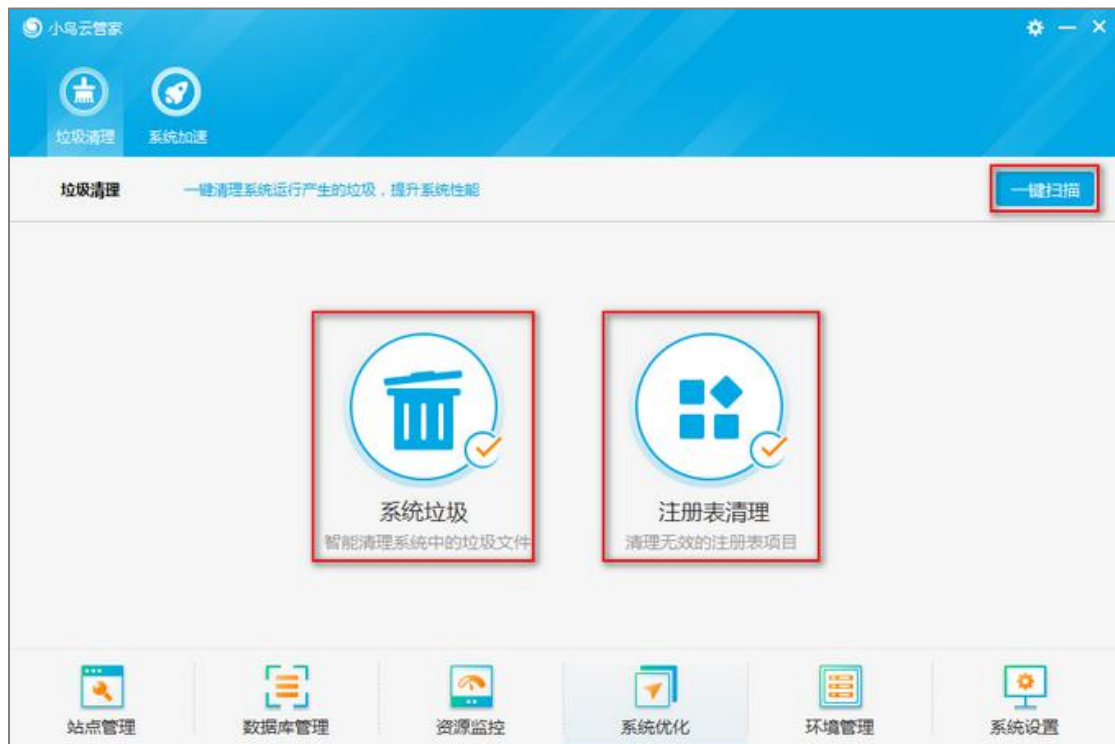 小鸟云管家
垃圾清理 系统加速
垃圾清理 一键清理系统运行产生的垃圾，提升系统性能 一键扫描
系统垃圾 注册表清理
智能清理系统中的垃圾文件 清理无效的注册表项目
站点管理 数据库管理 资源监控 系统优化 环境管理 系统设置